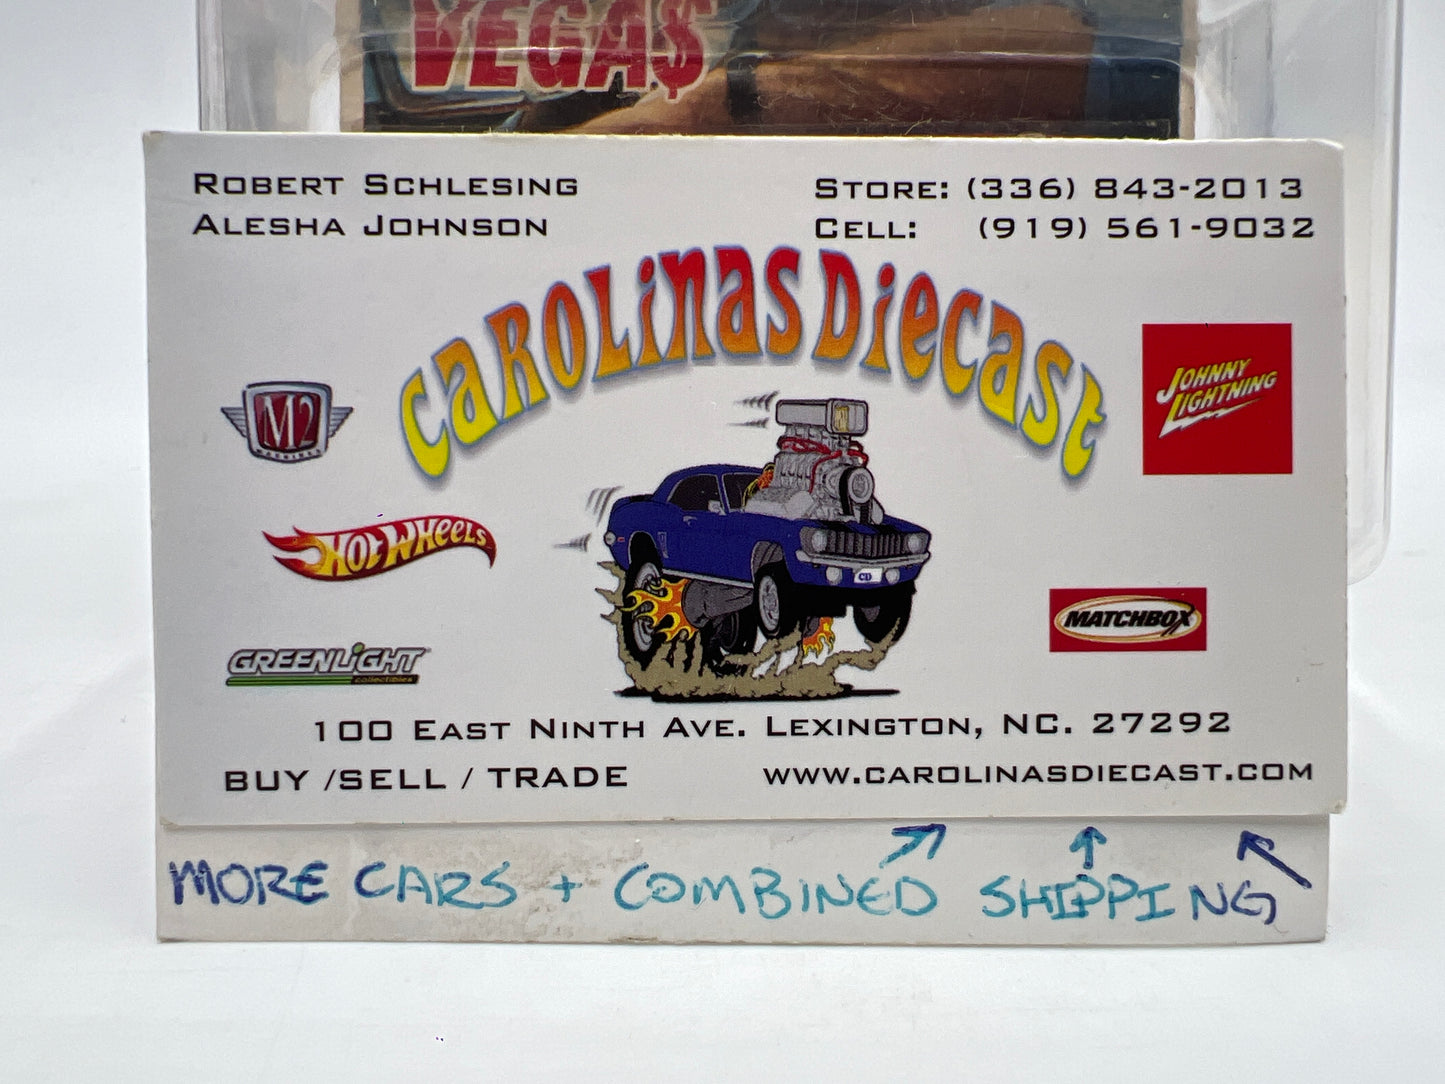 VEGA$
ROBERT SCHLESING
ALESHA JOHNSON
STORE: (336) 843-2013
CELL: (919) 561-9032
CAROLINAS DIECAST
M2
MACHINES
JOHNNY
LIGHTNING
HOT WHEELS
CD
MATCHBOX
GREENLIGHT
collectibles
100 EAST NINTH AVE. LEXINGTON, NC. 27292
BUY /SELL / TRADE
WWW.CAROLINASDIECAST.COM
MORE CARS + COMBINED SHIPPING